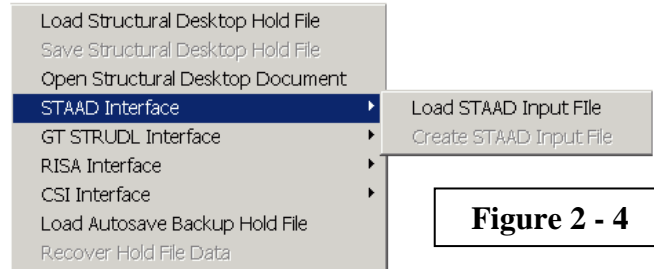 Load Structural Desktop Hold File
Save Structural Desktop Hold File
Open Structural Desktop Document
STAAD Interface
Load STAAD Input FIle
GT STRUDL Interface
Create STAAD Input File
RISA Interface
CSI Interface
Load Autosave Backup Hold File
Recover Hold File Data
Figure 2 - 4